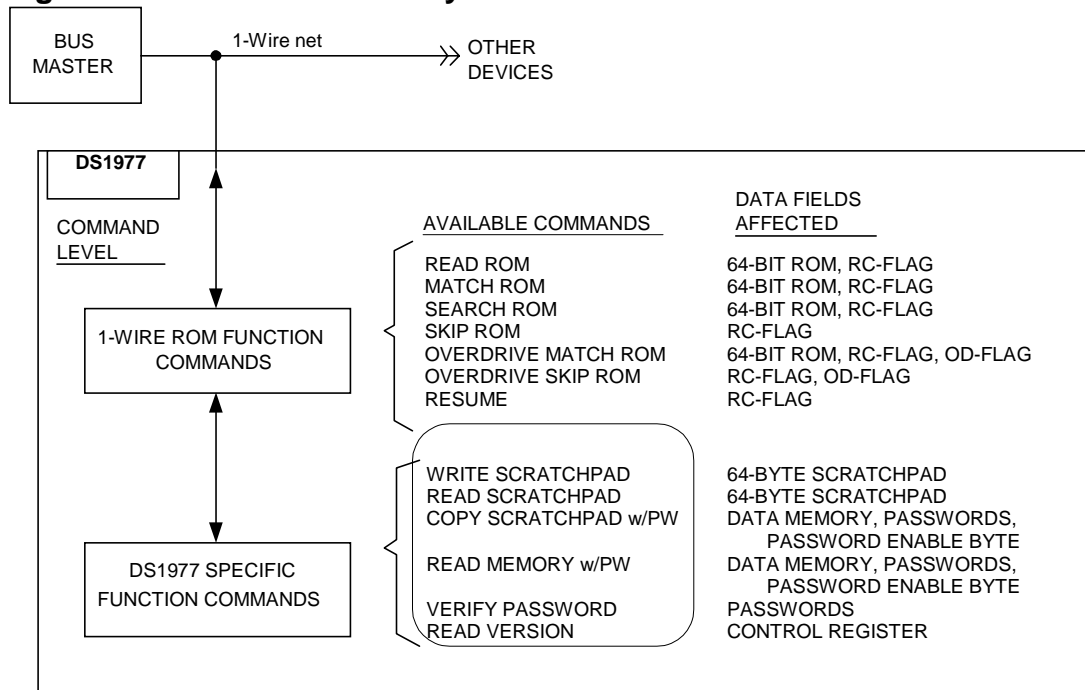 BUS
MASTER
1-Wire net
OTHER
DEVICES
DS1977
COMMAND
LEVEL
AVAILABLE COMMANDS
DATA FIELDS
AFFECTED
1-WIRE ROM FUNCTION
COMMANDS
READ ROM 64-BIT ROM, RC-FLAG
MATCH ROM 64-BIT ROM, RC-FLAG
SEARCH ROM 64-BIT ROM, RC-FLAG
SKIP ROM RC-FLAG
OVERDRIVE MATCH ROM 64-BIT ROM, RC-FLAG, OD-FLAG
OVERDRIVE SKIP ROM RC-FLAG, OD-FLAG
RESUME RC-FLAG
DS1977 SPECIFIC
FUNCTION COMMANDS
WRITE SCRATCHPAD 64-BYTE SCRATCHPAD
READ SCRATCHPAD 64-BYTE SCRATCHPAD
COPY SCRATCHPAD w/PW DATA MEMORY, PASSWORDS,
PASSWORD ENABLE BYTE
READ MEMORY w/PW DATA MEMORY, PASSWORDS,
PASSWORD ENABLE BYTE
VERIFY PASSWORD PASSWORDS
READ VERSION CONTROL REGISTER